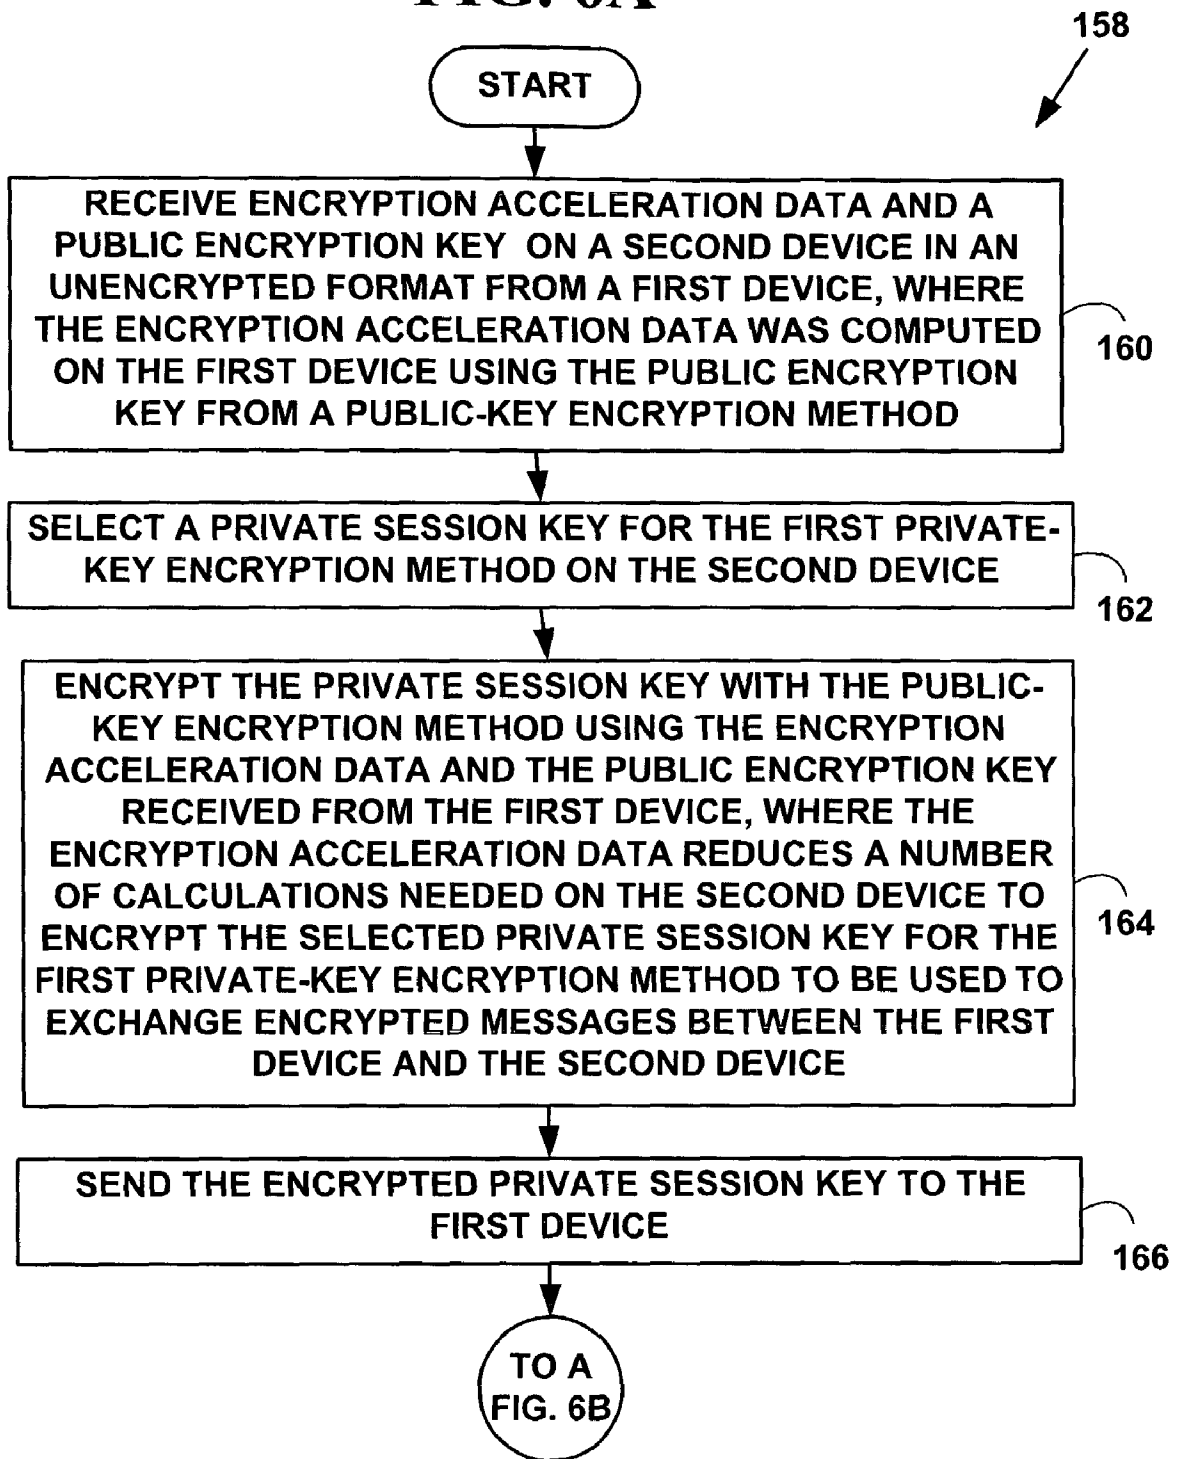 FIG. 6A
158
START
RECEIVE ENCRYPTION ACCELERATION DATA AND A
PUBLIC ENCRYPTION KEY ON A SECOND DEVICE IN AN
UNENCRYPTED FORMAT FROM A FIRST DEVICE, WHERE
THE ENCRYPTION ACCELERATION DATA WAS COMPUTED
ON THE FIRST DEVICE USING THE PUBLIC ENCRYPTION
KEY FROM A PUBLIC-KEY ENCRYPTION METHOD
160
SELECT A PRIVATE SESSION KEY FOR THE FIRST PRIVATE-
KEY ENCRYPTION METHOD ON THE SECOND DEVICE
162
ENCRYPT THE PRIVATE SESSION KEY WITH THE PUBLIC-
KEY ENCRYPTION METHOD USING THE ENCRYPTION
ACCELERATION DATA AND THE PUBLIC ENCRYPTION KEY
RECEIVED FROM THE FIRST DEVICE, WHERE THE
ENCRYPTION ACCELERATION DATA REDUCES A NUMBER
OF CALCULATIONS NEEDED ON THE SECOND DEVICE TO
ENCRYPT THE SELECTED PRIVATE SESSION KEY FOR THE
FIRST PRIVATE-KEY ENCRYPTION METHOD TO BE USED TO
EXCHANGE ENCRYPTED MESSAGES BETWEEN THE FIRST
DEVICE AND THE SECOND DEVICE
164
SEND THE ENCRYPTED PRIVATE SESSION KEY TO THE
FIRST DEVICE
166
TO A
FIG. 6B